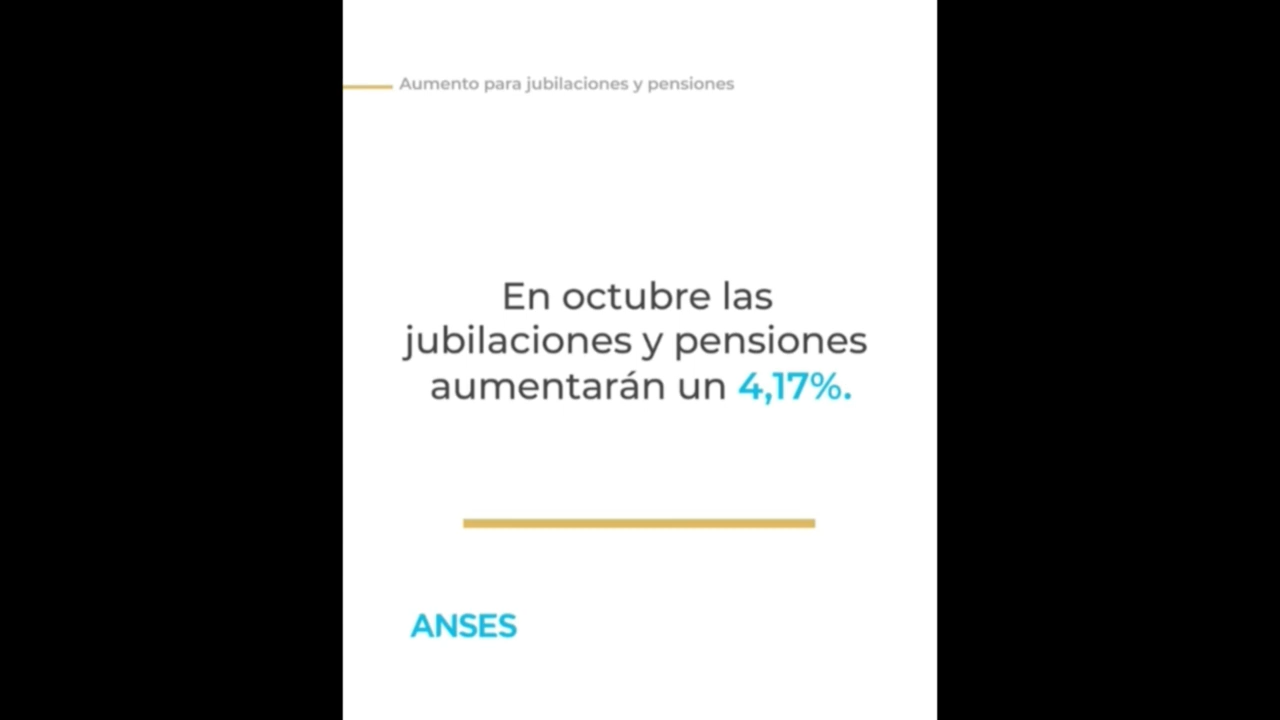 Aumento para jubilaciones y pensiones
En octubre las
jubilaciones y pensiones
aumentarán un 4,17%.
ANSES